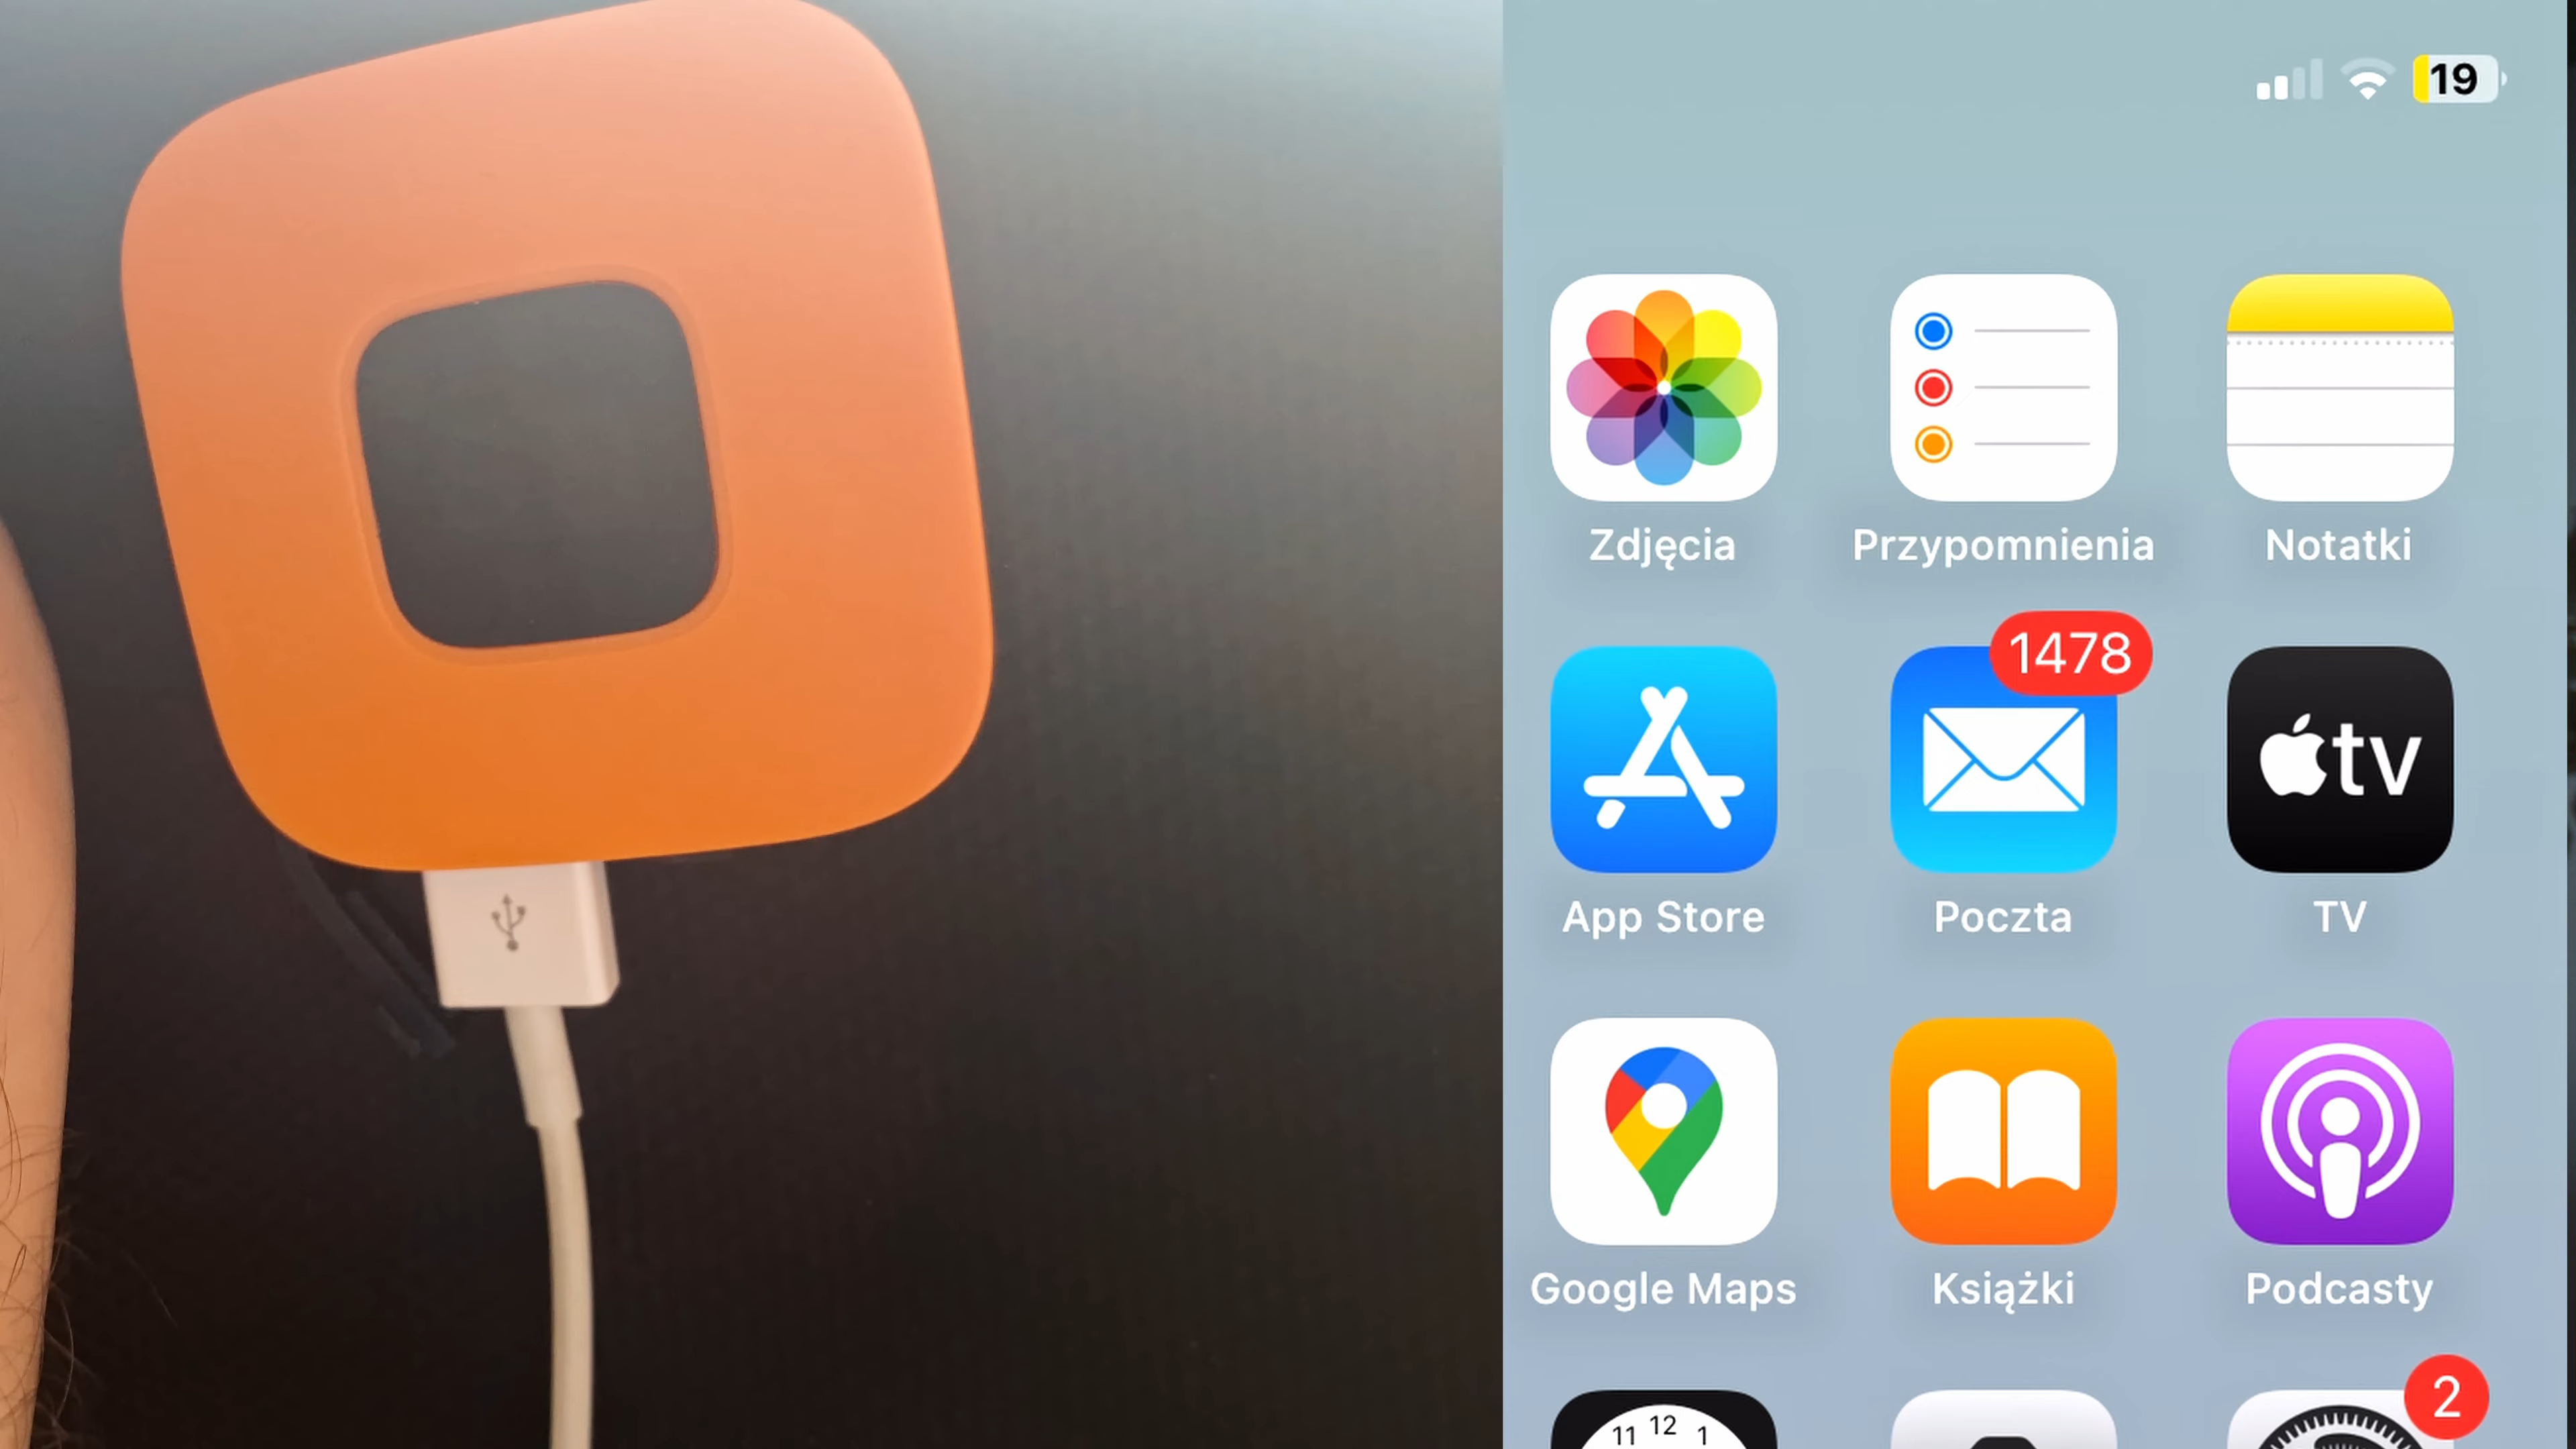 19
Zdjęcia
Przypomnienia
Notatki
1478
tv
App Store
Poczta
TV
Google Maps
Książki
Podcasty
2
11 12 1